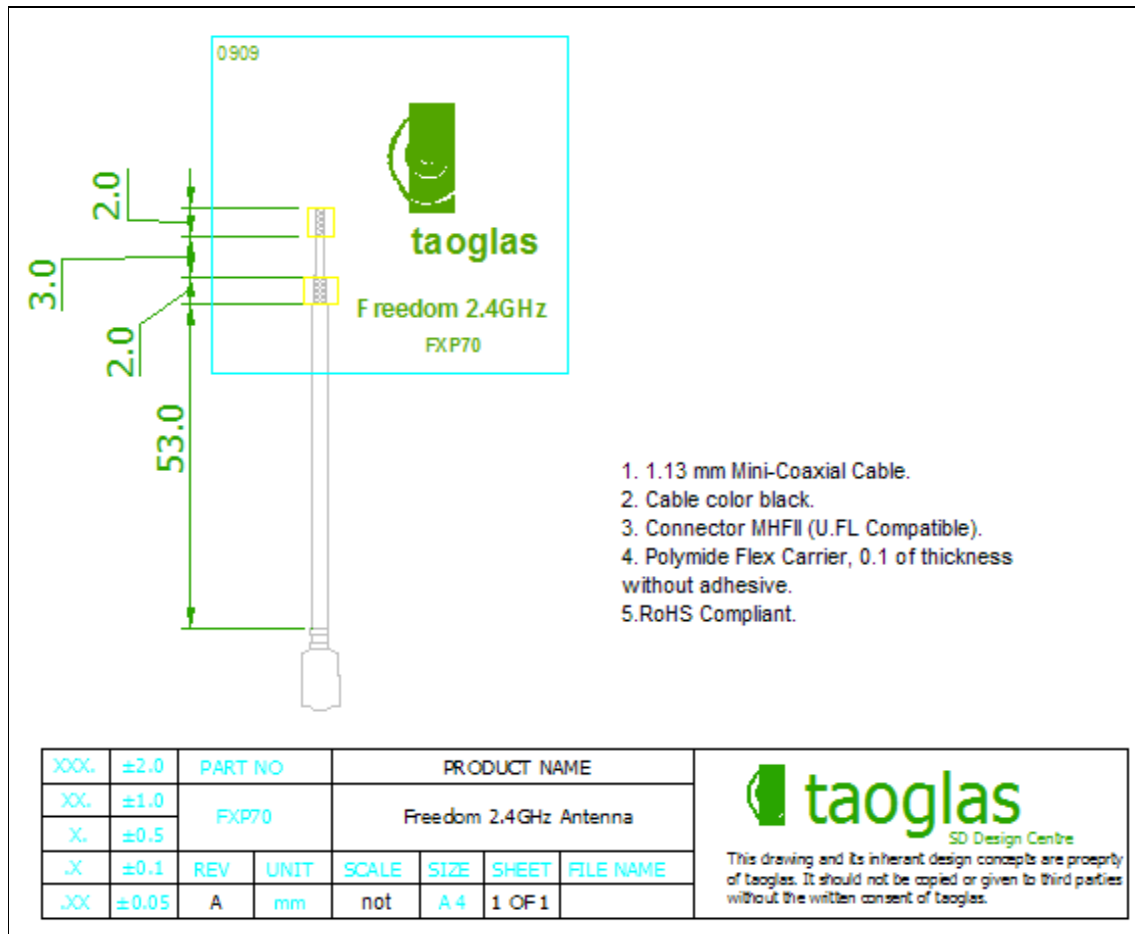 0909
taoglas
Freedom 2.4GHz
FXP70
2.0
3.0
2.0
53.0
1. 1.13 mm Mini-Coaxial Cable.
2. Cable color black.
3. Connector MHFII (U.FL Compatible).
4. Polymide Flex Carrier, 0.1 of thickness
without adhesive.
5.RoHS Compliant.
XXX. ±2.0 PART NO PRODUCT NAME
XX. ±1.0 FXP70 Freedom 2.4GHz Antenna
X. ±0.5
.X ±0.1 REV UNIT SCALE SIZE SHEET FILE NAME
.XX ±0.05 A mm not A4 1 OF 1
taoglas
SD Design Centre
This drawing and its inherant design concepts are proeprty
of taoglas. It should not be copied or given to third parties
without the written consent of taoglas.